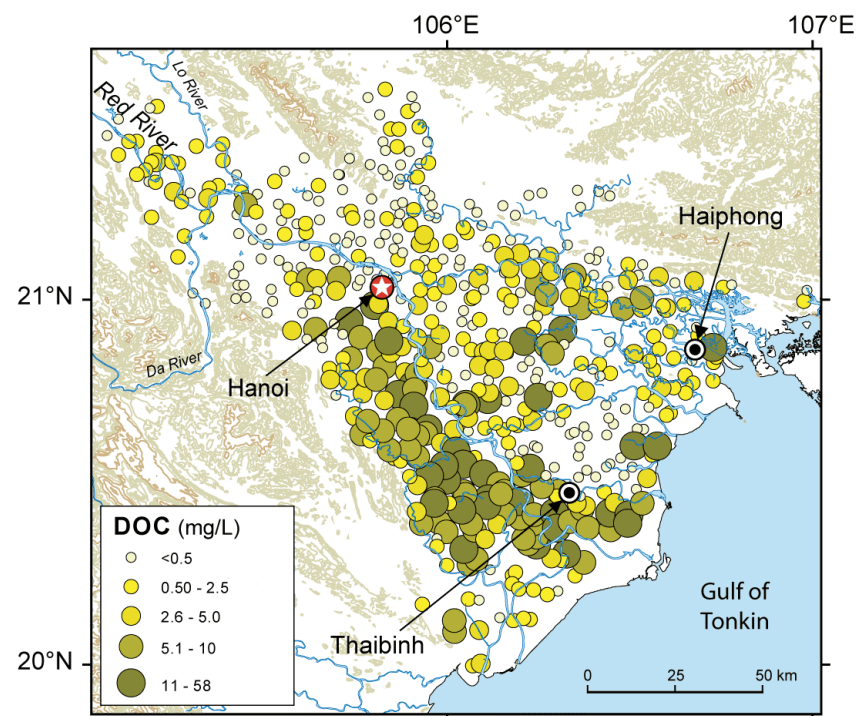 106°E
107°E
Lo River
Red River
Haiphong
21°N
Da River
Hanoi
DOC (mg/L)
<0.5
0.50 - 2.5
2.6 - 5.0
5.1 - 10
11 - 58
Gulf of
Tonkin
Thaibinh
20°N
0 25 50 km